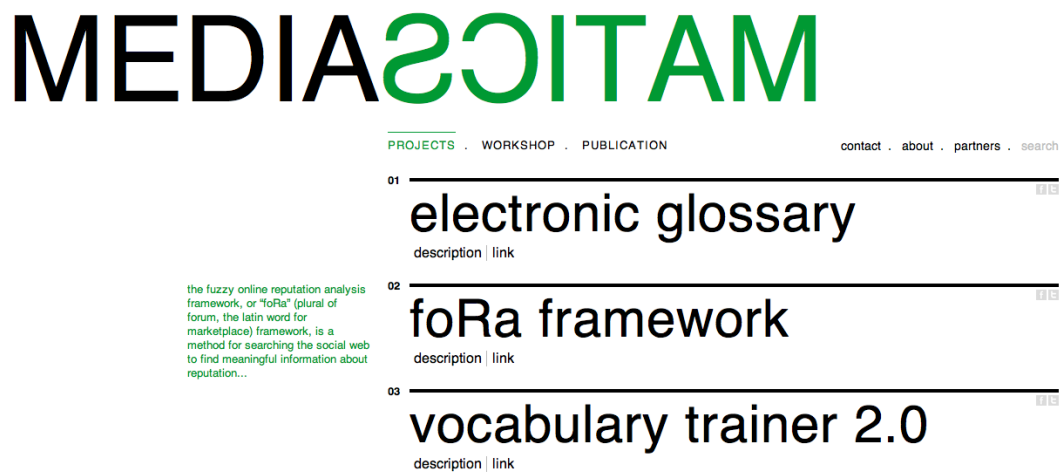 MEDIASCITAM
PROJECTS . WORKSHOP . PUBLICATION
contact . about . partners . search
01
electronic glossary
description | link
the fuzzy online reputation analysis
framework, or “foRa” (plural of
forum, the latin word for
marketplace) framework, is a
method for searching the social web
to find meaningful information about
reputation...
02
foRa framework
description | link
03
vocabulary trainer 2.0
description | link